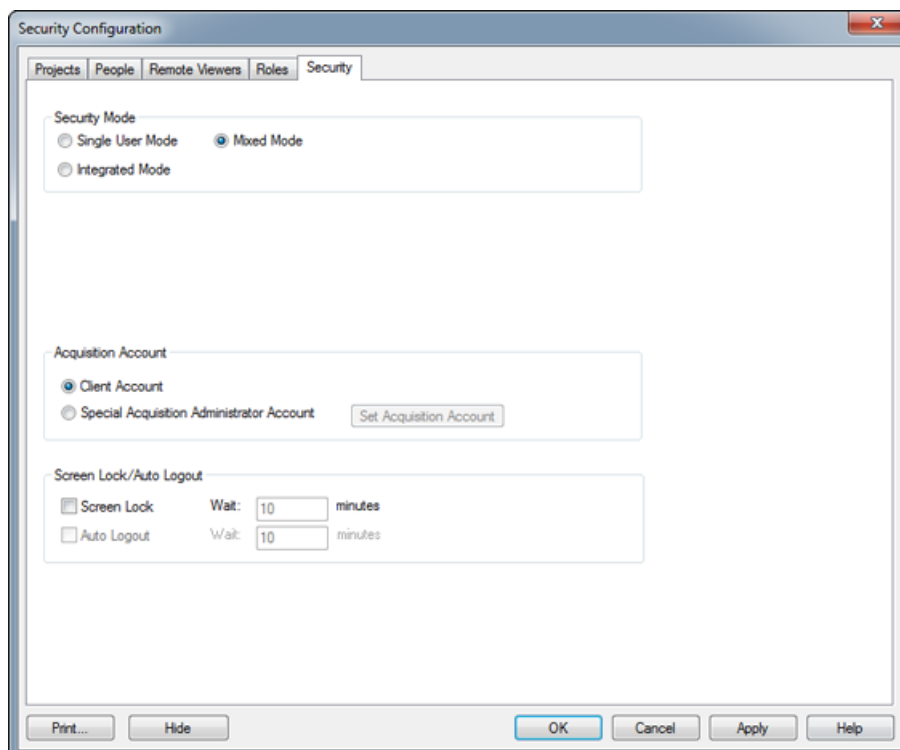 Security Configuration
Projects People Remote Viewers Roles Security
Security Mode
Single User Mode Mixed Mode
Integrated Mode
Acquisition Account
Client Account
Special Acquisition Administrator Account Set Acquisition Account
Screen Lock/Auto Logout
Screen Lock Wait: 10 minutes
Auto Logout Wait: 10 minutes
Print... Hide OK Cancel Apply Help